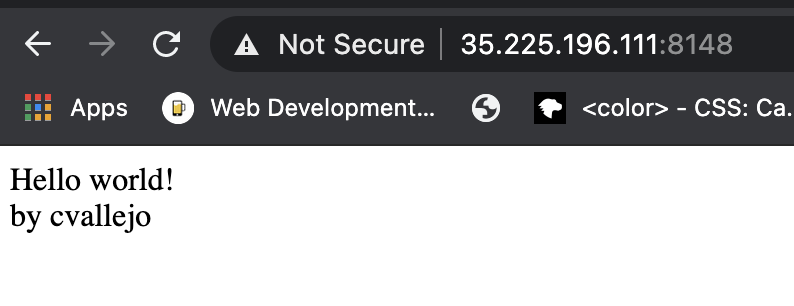 Not Secure 35.225.196.111:8148
Apps Web Development... <color> - CSS: Ca.
Hello world!
by cvallejo